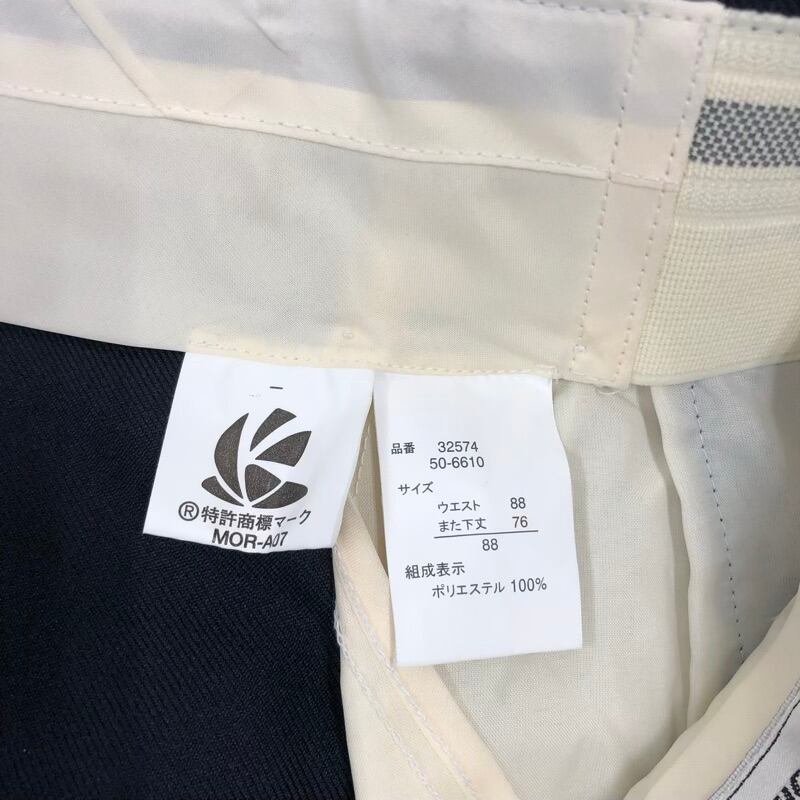 ®特許商標マーク
MOR-A07
品番 32574
50-6610
サイズ
ウエスト 88
また下丈 76
88
組成表示
ポリエステル 100%